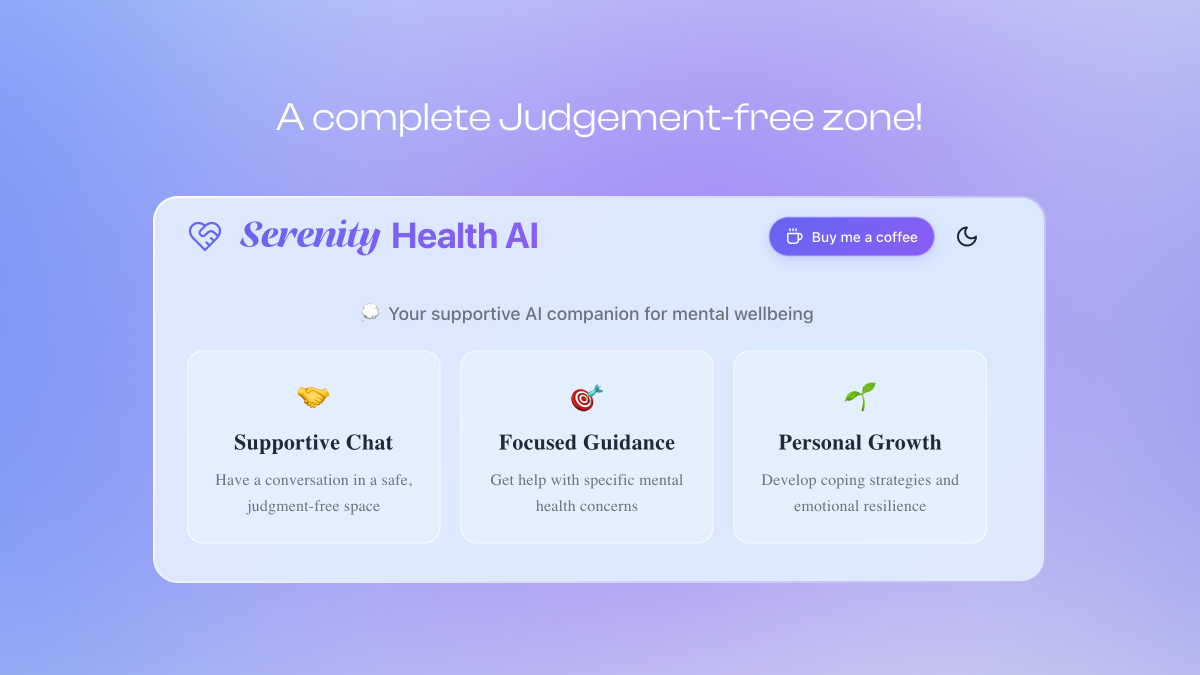 A complete Judgement-free zone!
Serenity Health AI
Buy me a coffee
Your supportive AI companion for mental wellbeing
Supportive Chat
Have a conversation in a safe,
judgment-free space
Focused Guidance
Get help with specific mental
health concerns
Personal Growth
Develop coping strategies and
emotional resilience